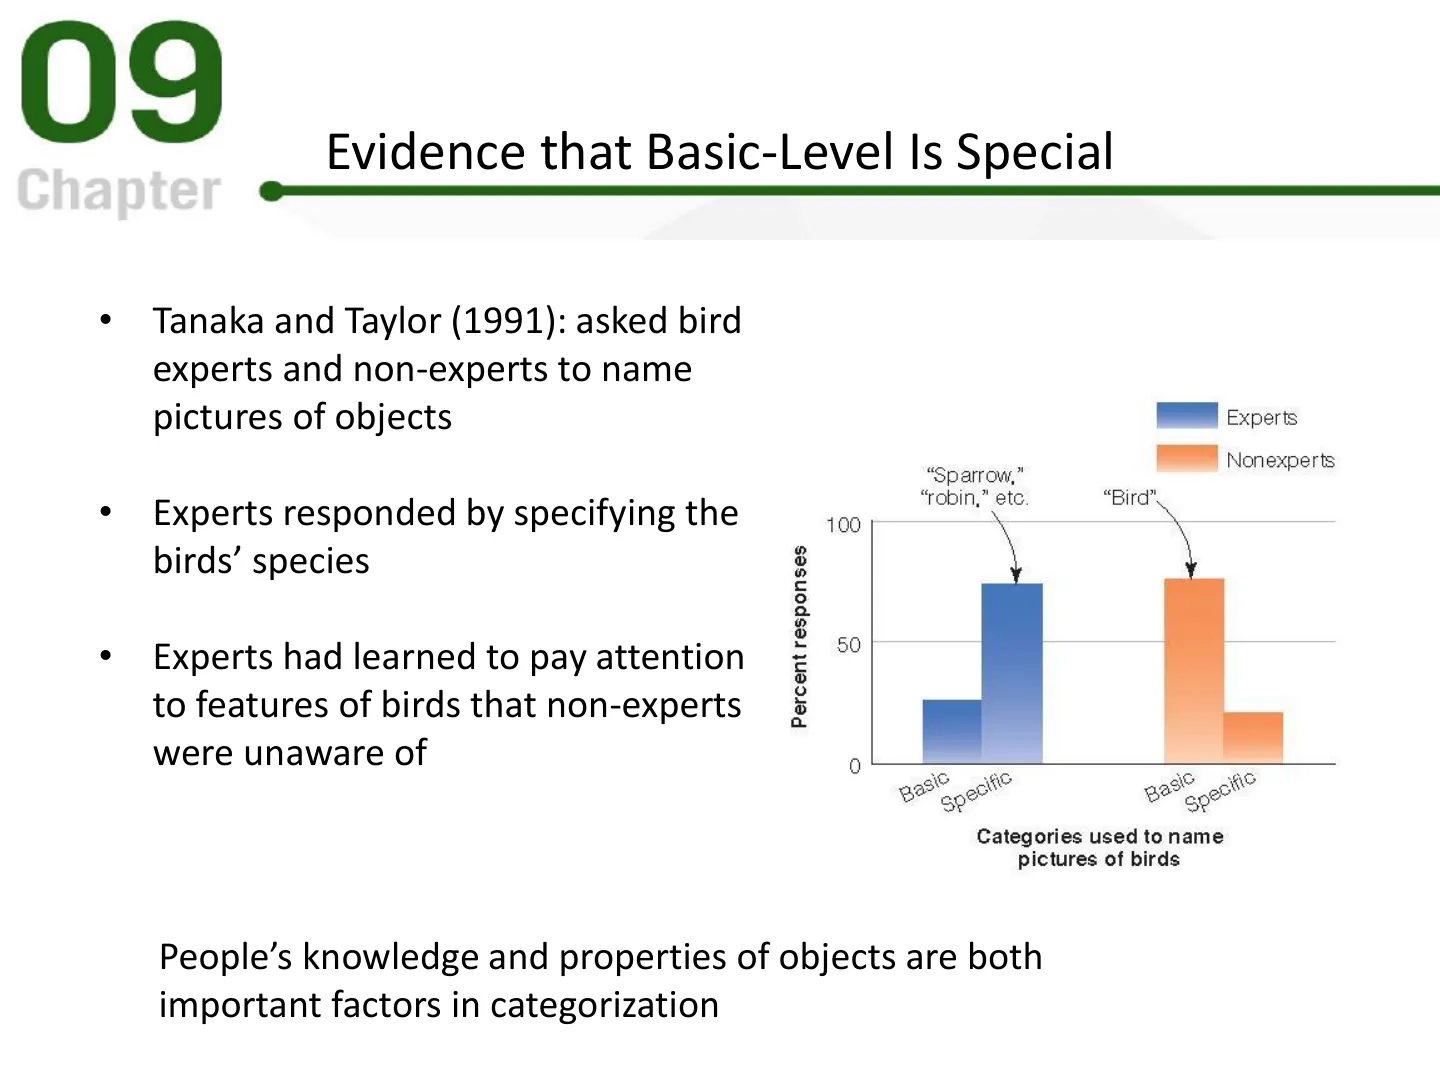 09
Chapter
Evidence that Basic-Level Is Special
• Tanaka and Taylor (1991): asked bird
experts and non-experts to name
pictures of objects
• Experts responded by specifying the
birds’ species
• Experts had learned to pay attention
to features of birds that non-experts
were unaware of
Experts
Nonexperts
“Sparrow,”
“robin,” etc.
“Bird”
100
50
0
Percent responses
Basic
Specific
Basic
Specific
Categories used to name
pictures of birds
People’s knowledge and properties of objects are both
important factors in categorization